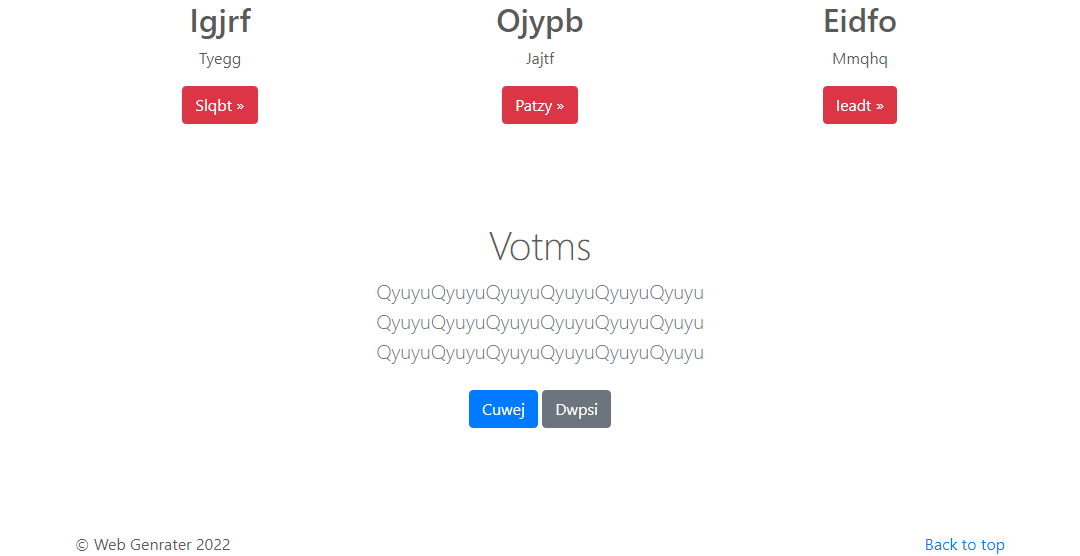 Igjrf
Tyegg
Slqbt »
Ojypb
Jajtf
Patzy »
Eidfo
Mmqhq
Ieadt »
Votms
QyuyuQyuyuQyuyuQyuyuQyuyuQyuyu
QyuyuQyuyuQyuyuQyuyuQyuyuQyuyu
QyuyuQyuyuQyuyuQyuyuQyuyuQyuyu
Cuwej Dwpsi
© Web Genrater 2022 Back to top